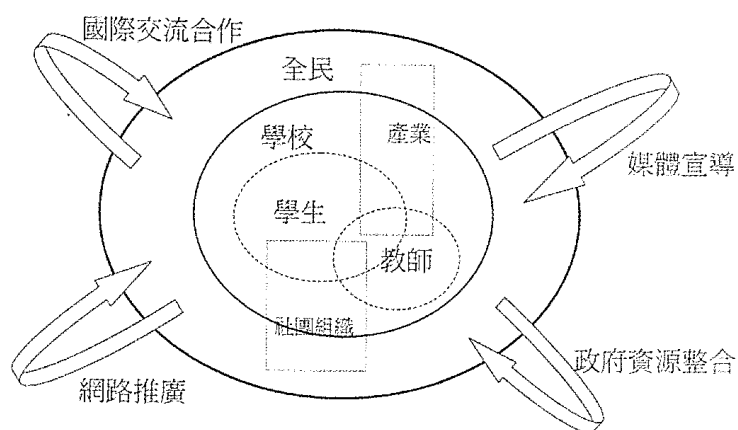 國際交流合作
全民
學校
產業
媒體宣導
學生
教師
社團組織
政府資源整合
網路推廣